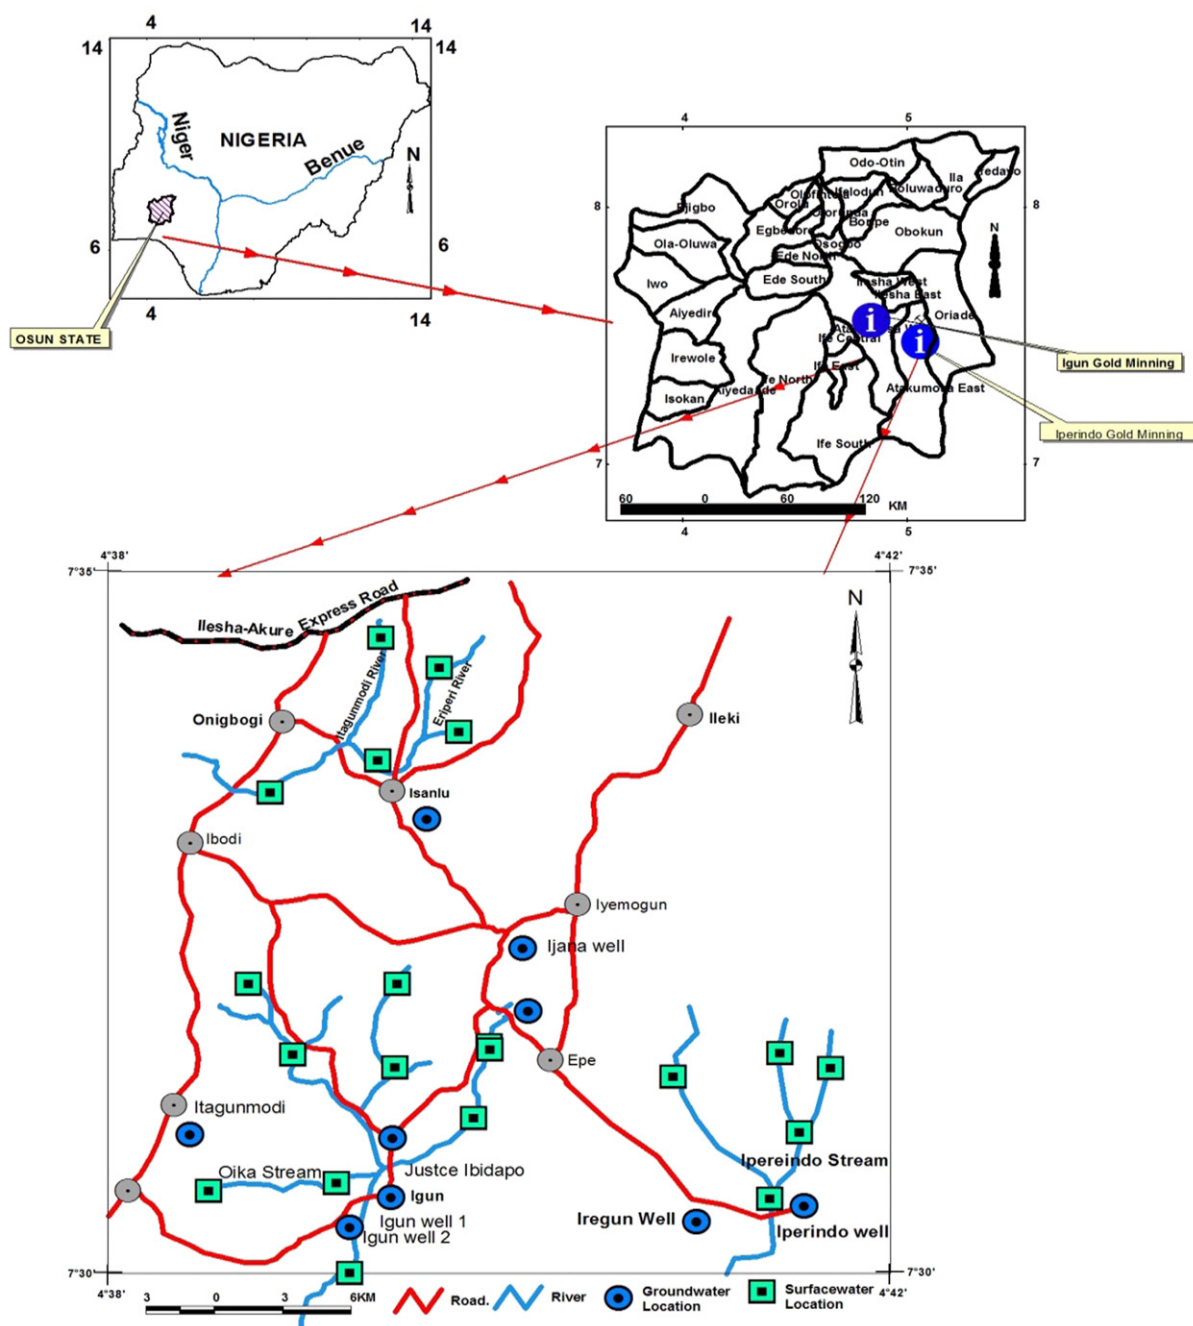 4
14
14
14
Niger
NIGERIA
Benue
N
6
6
4
14
OSUN STATE
4
5
8
8
Odo-Otin
Ila
Ifelodun
Boluwaduro
Orolu
Ejigbo
Olorunda
Boripe
Egbedore
Obokun
Osogbo
Ola-Oluwa
Ede North
Iwo
Ede South
Ilesha West
Ilesha East
Aiyedire
Oriade
Ife Central
Irewole
Ife East
Ife North
Isokan
Atakumosa East
Ife South
N
Igun Gold Minning
Iperindo Gold Minning
7
7
60
0
60
120
KM
4
5
4°38'
4°42'
7°35'
7°35'
Ilesha-Akure Express Road
N
Itagunmodi River
Eriperi River
Onigbogi
Ileki
Isanlu
Ibodi
Iyemogun
Ijana well
Epe
Itagunmodi
Oika Stream
Justce Ibidapo
Ipereindo Stream
Igun
Igun well 1
Igun well 2
Iregun Well
Iperindo well
7°30'
7°30'
4°38'
4°42'
3
0
3
6KM
Road.
River
Groundwater
Location
Surfacewater
Location